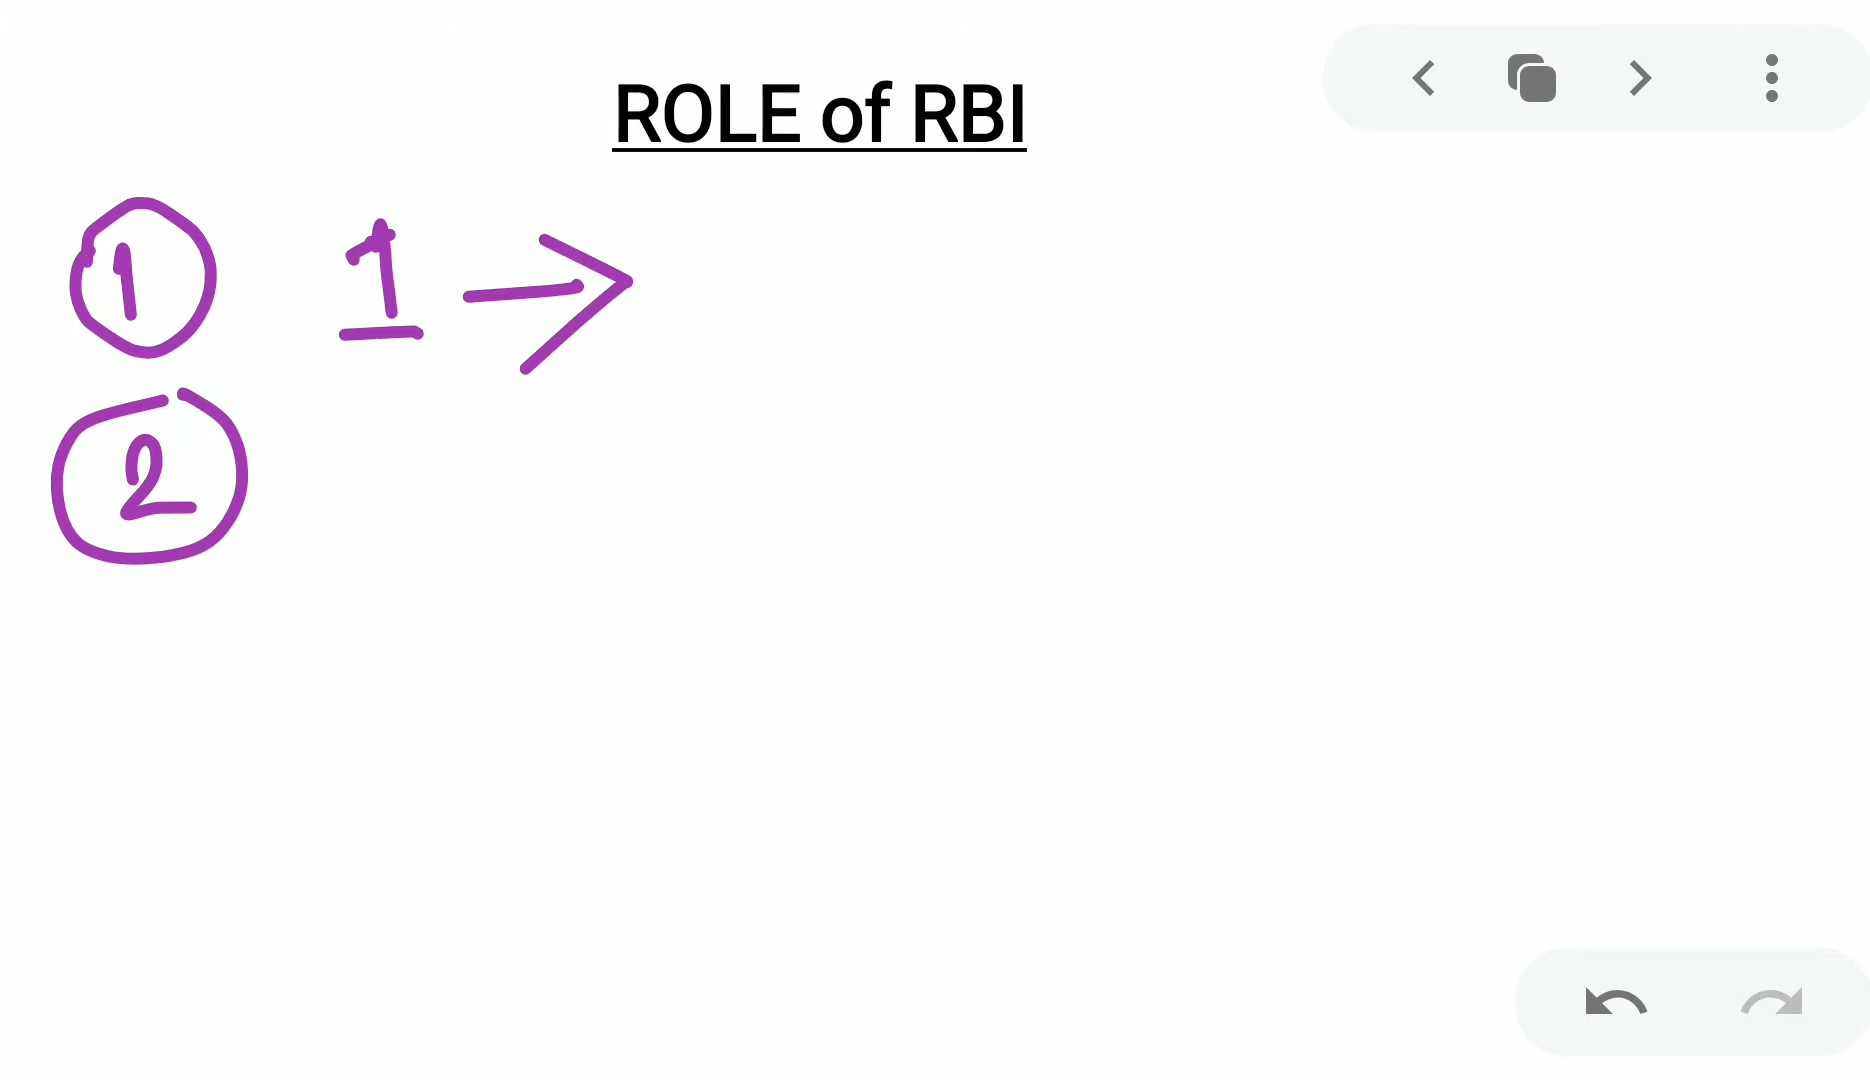 ROLE of RBI
1 1 →
2